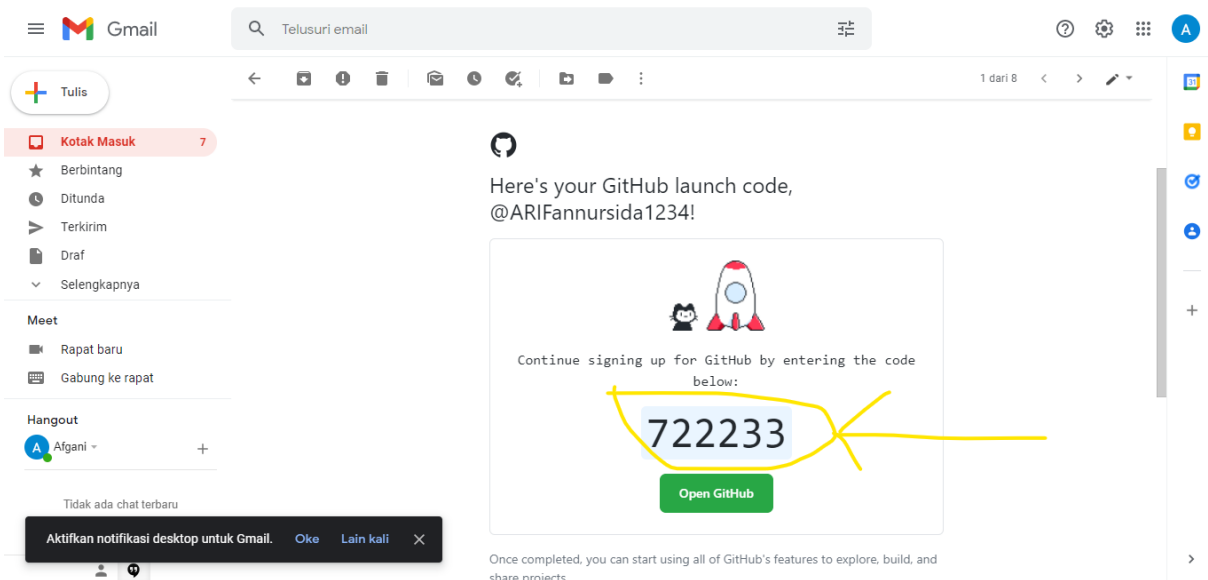 Gmail
Telusuri email
A
Tulis
1 dari 8
31
Kotak Masuk 7
Berbintang
Ditunda
Terkirim
Draf
Selengkapnya
Meet
Rapat baru
Gabung ke rapat
Hangout
A Afgani
Tidak ada chat terbaru
Aktifkan notifikasi desktop untuk Gmail. Oke Lain kali
Here's your GitHub launch code,
@ARIFannursida1234!
Continue signing up for GitHub by entering the code
below:
722233
Open GitHub
Once completed, you can start using all of GitHub's features to explore, build, and
share projects